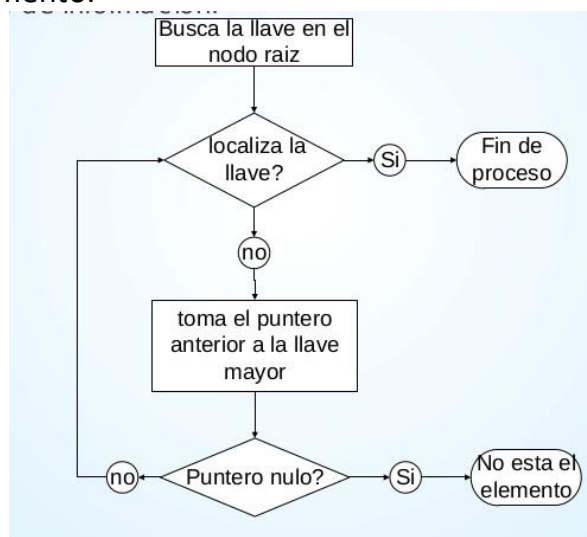 Busca la llave en el
nodo raiz
localiza la
llave?
Si
Fin de
proceso
no
toma el puntero
anterior a la llave
mayor
no
Puntero nulo?
Si
No esta el
elemento